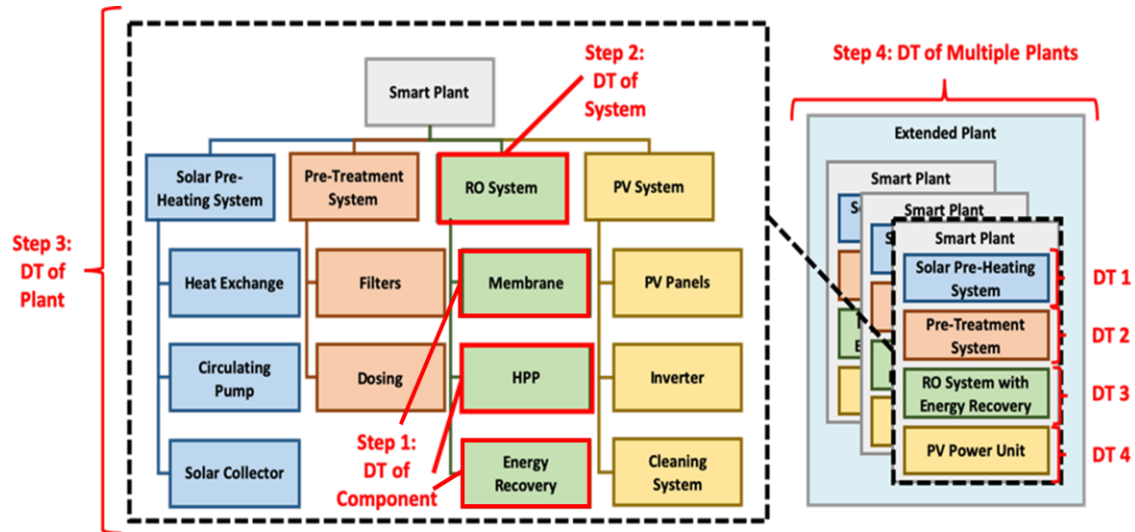 Step 3:
DT of
Plant
Smart Plant
Step 2:
DT of
System
Solar Pre-
Heating System
Pre-Treatment
System
RO System
PV System
Heat Exchange
Filters
Membrane
PV Panels
Circulating
Pump
Dosing
HPP
Inverter
Step 1:
DT of
Component
Solar Collector
Energy
Recovery
Cleaning
System
Step 4: DT of Multiple Plants
Extended Plant
Smart Plant
Smart Plant
Smart Plant
Solar Pre-Heating
System
DT 1
Pre-Treatment
System
DT 2
RO System with
Energy Recovery
DT 3
PV Power Unit
DT 4